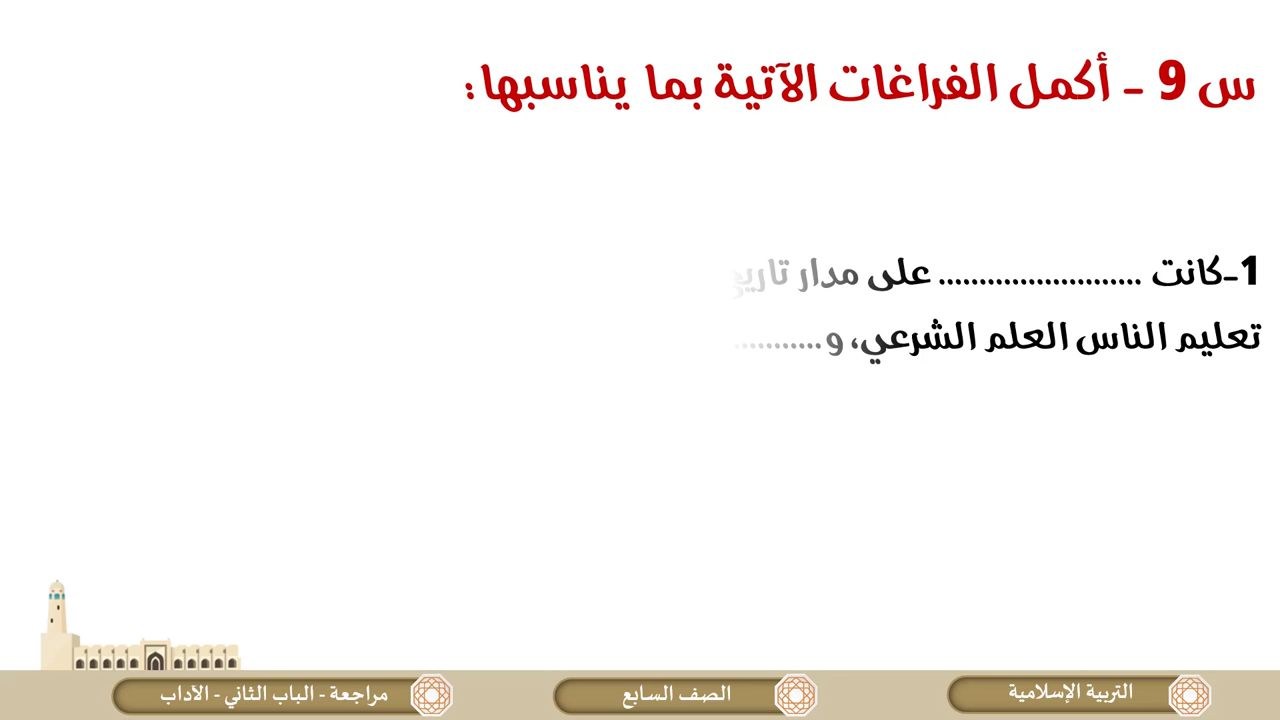 س 9 - أكمل الفراغات الآتية بما يناسبها:
1-كانت ......................... على مدار
تعليم الناس العلم الشرعي، و...........
التربية الإسلامية
الصف السابع
مراجعة - الباب الثاني - الآداب